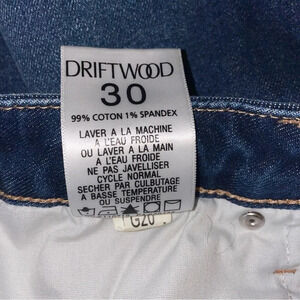 DRIFTWOOD
30
99% COTON 1% SPANDEX
LAVER A LA MACHINE
A L'EAU FROIDE
OU LAVER A LA MAIN
A L'EAU FROIDE
NE PAS JAVELLISER
CYCLE NORMAL
SECHER PAR CULBUTAGE
A BASSE TEMPERATURE
OU SUSPENDRE
G20